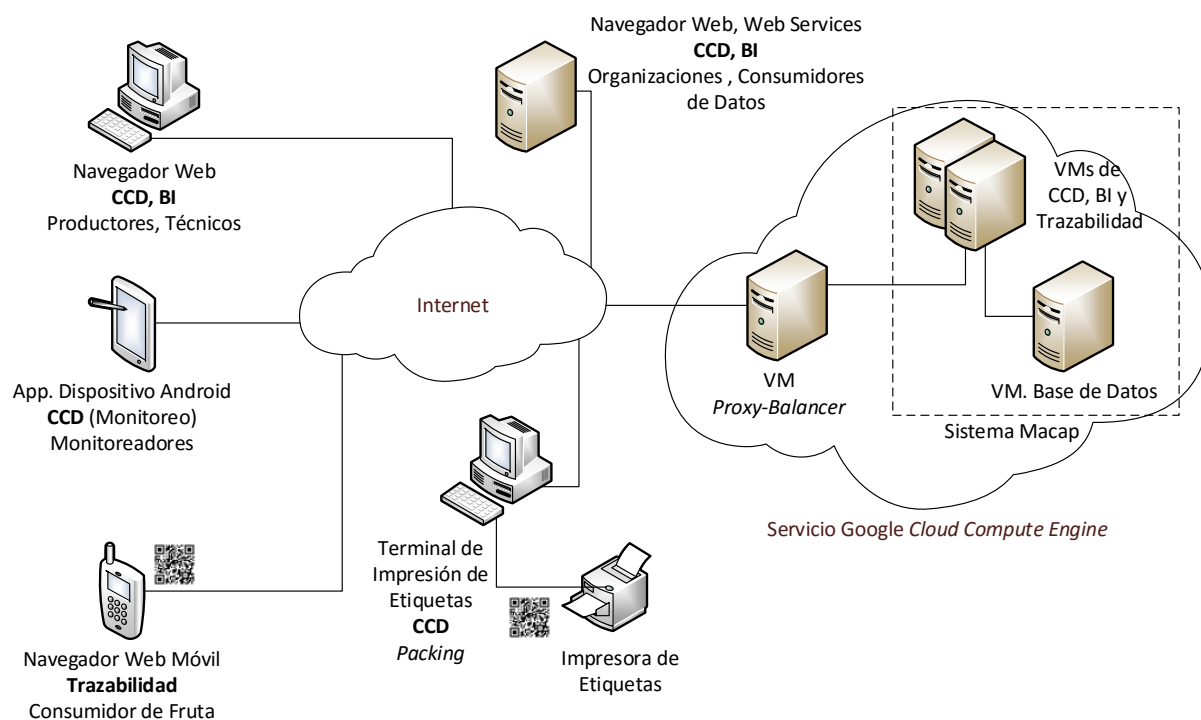 Navegador Web, Web Services
CCD, BI
Organizaciones , Consumidores
de Datos
Navegador Web
CCD, BI
Productores, Técnicos
VMs de
CCD, BI y
Trazabilidad
Internet
App. Dispositivo Android
CCD (Monitoreo)
Monitoreadores
VM
Proxy-Balancer
VM. Base de Datos
Sistema Macap
Servicio Google Cloud Compute Engine
Terminal de
Impresión de
Etiquetas
CCD
Packing
Impresora de
Etiquetas
Navegador Web Móvil
Trazabilidad
Consumidor de Fruta